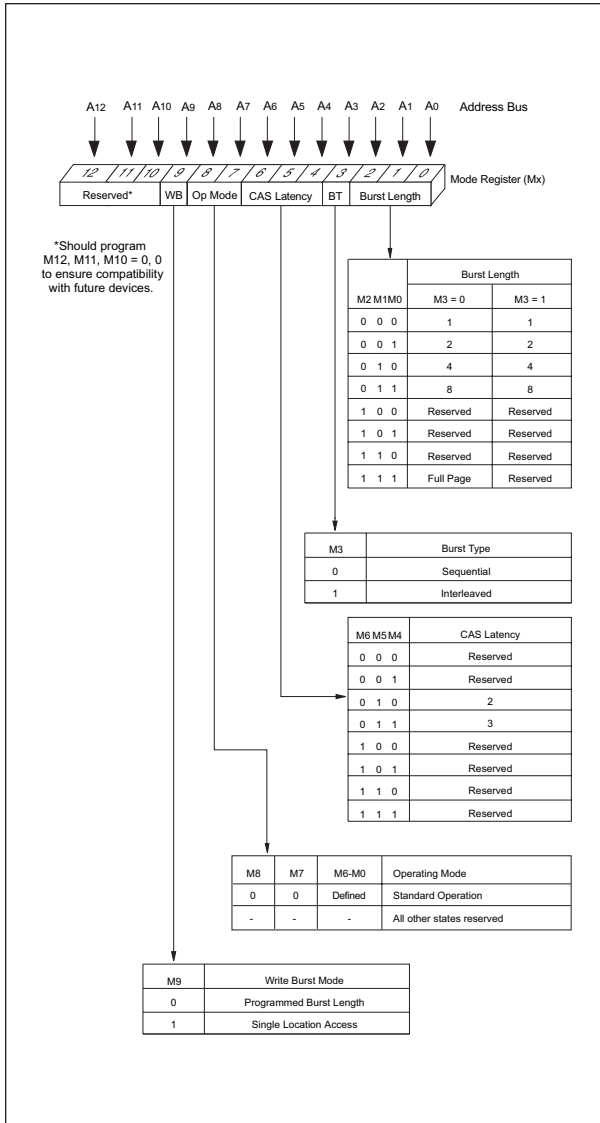 A12 A11 A10 A9 A8 A7 A6 A5 A4 A3 A2 A1 A0 Address Bus
12 11 10 9 8 7 6 5 4 3 2 1 0
Mode Register (Mx)
Reserved* WB Op Mode CAS Latency BT Burst Length
*Should program
M12, M11, M10 = 0, 0
to ensure compatibility
with future devices.
Burst Length
M2 M1 M0 M3 = 0 M3 = 1
0 0 0 1 1
0 0 1 2 2
0 1 0 4 4
0 1 1 8 8
1 0 0 Reserved Reserved
1 0 1 Reserved Reserved
1 1 0 Reserved Reserved
1 1 1 Full Page Reserved
M3 Burst Type
0 Sequential
1 Interleaved
M6 M5 M4 CAS Latency
0 0 0 Reserved
0 0 1 Reserved
0 1 0 2
0 1 1 3
1 0 0 Reserved
1 0 1 Reserved
1 1 0 Reserved
1 1 1 Reserved
M8 M7 M6-M0 Operating Mode
0 0 Defined Standard Operation
- - - All other states reserved
M9 Write Burst Mode
0 Programmed Burst Length
1 Single Location Access